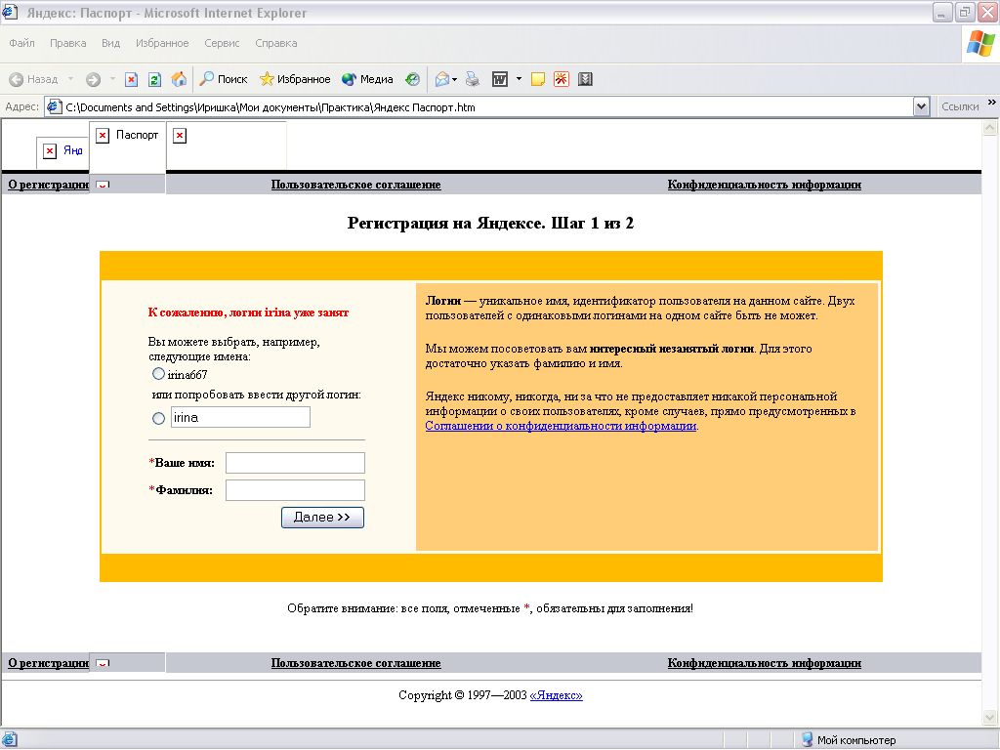 Яндекс: Паспорт - Microsoft Internet Explorer
Файл Правка Вид Избранное Сервис Справка
Назад Поиск Избранное Медиа
Адрес: C:\Documents and Settings\Иришка\Мои документы\Практика\Яндекс Паспорт.htm Ссылки »
Янд Паспорт
О регистрации Пользовательское соглашение Конфиденциальность информации
Регистрация на Яндексе. Шаг 1 из 2
К сожалению, логин irina уже занят
Вы можете выбрать, например,
следующие имена:
irina667
или попробовать ввести другой логин:
irina
*Ваше имя:
*Фамилия:
Далее >>
Логин — уникальное имя, идентификатор пользователя на данном сайте. Двух
пользователей с одинаковыми логинами на одном сайте быть не может.
Мы можем посоветовать вам интересный незанятый логин. Для этого
достаточно указать фамилию и имя.
Яндекс никому, никогда, ни за что не предоставляет никакой персональной
информации о своих пользователях, кроме случаев, прямо предусмотренных в
Соглашении о конфиденциальности информации.
Обратите внимание: все поля, отмеченные *, обязательны для заполнения!
О регистрации Пользовательское соглашение Конфиденциальность информации
Copyright © 1997—2003 «Яндекс»
Мой компьютер